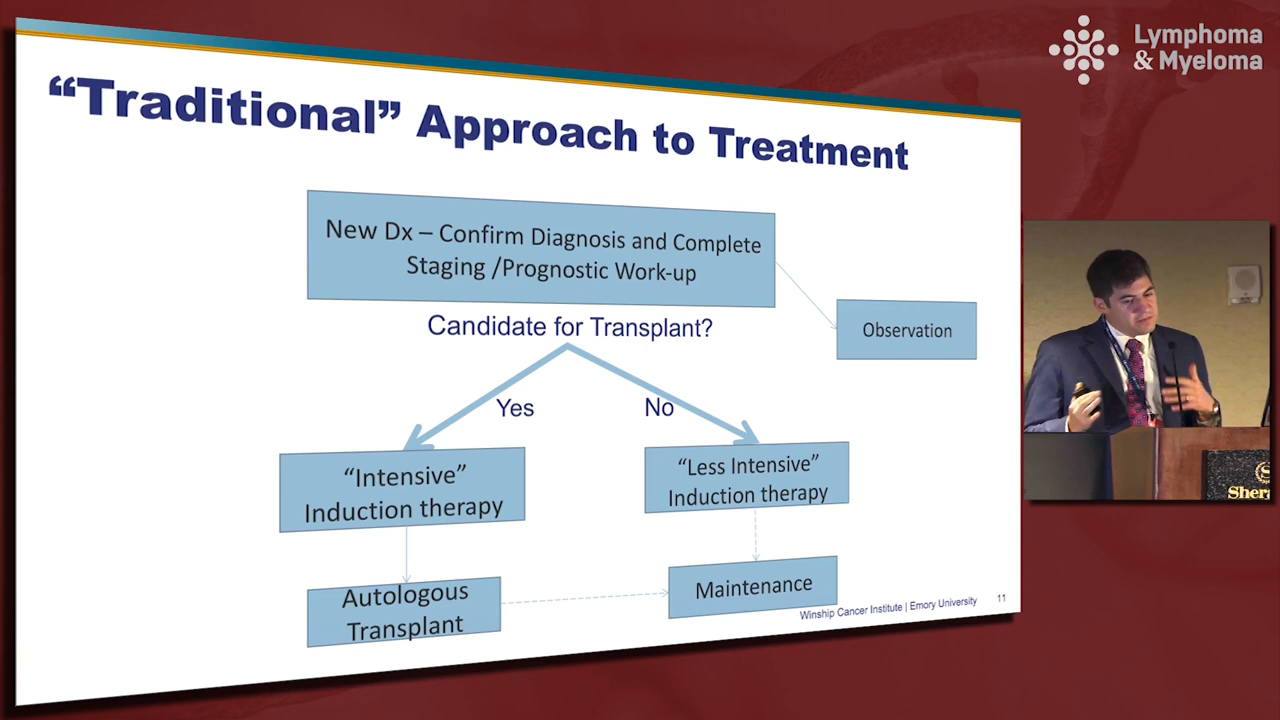 Lymphoma
& Myeloma
“Traditional” Approach to Treatment
New Dx – Confirm Diagnosis and Complete
Staging /Prognostic Work-up
Observation
Candidate for Transplant?
Yes
No
“Intensive”
Induction therapy
“Less Intensive”
Induction therapy
Autologous
Transplant
Maintenance
Winship Cancer Institute | Emory University
11